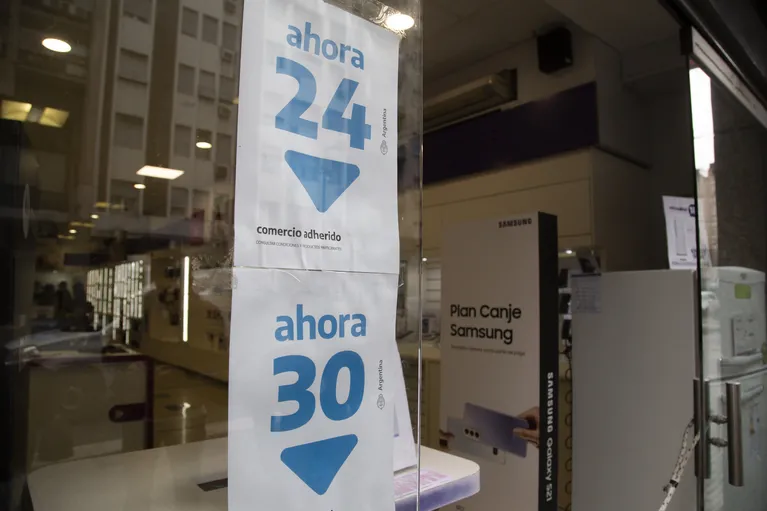 ahora
24
Argentina
comercio adherido
ahora
30
Argentina
SAMSUNG
Plan Canje
Samsung
SAMSUNG Galaxy S21